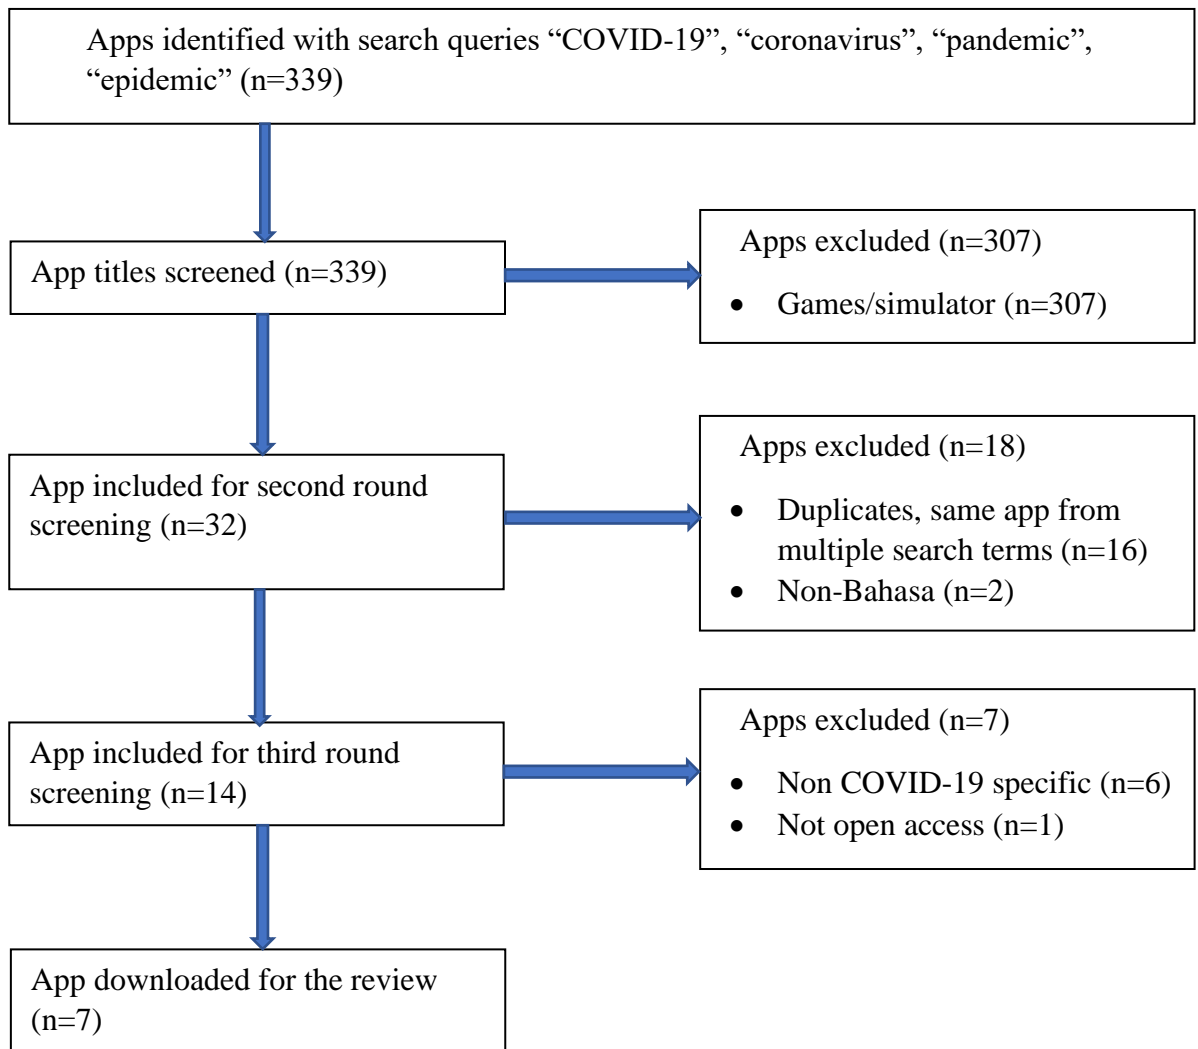 Apps identified with search queries “COVID-19”, “coronavirus”, “pandemic”,
“epidemic” (n=339)
App titles screened (n=339)
Apps excluded (n=307)
• Games/simulator (n=307)
App included for second round
screening (n=32)
Apps excluded (n=18)
• Duplicates, same app from
multiple search terms (n=16)
• Non-Bahasa (n=2)
App included for third round
screening (n=14)
Apps excluded (n=7)
• Non COVID-19 specific (n=6)
• Not open access (n=1)
App downloaded for the review
(n=7)